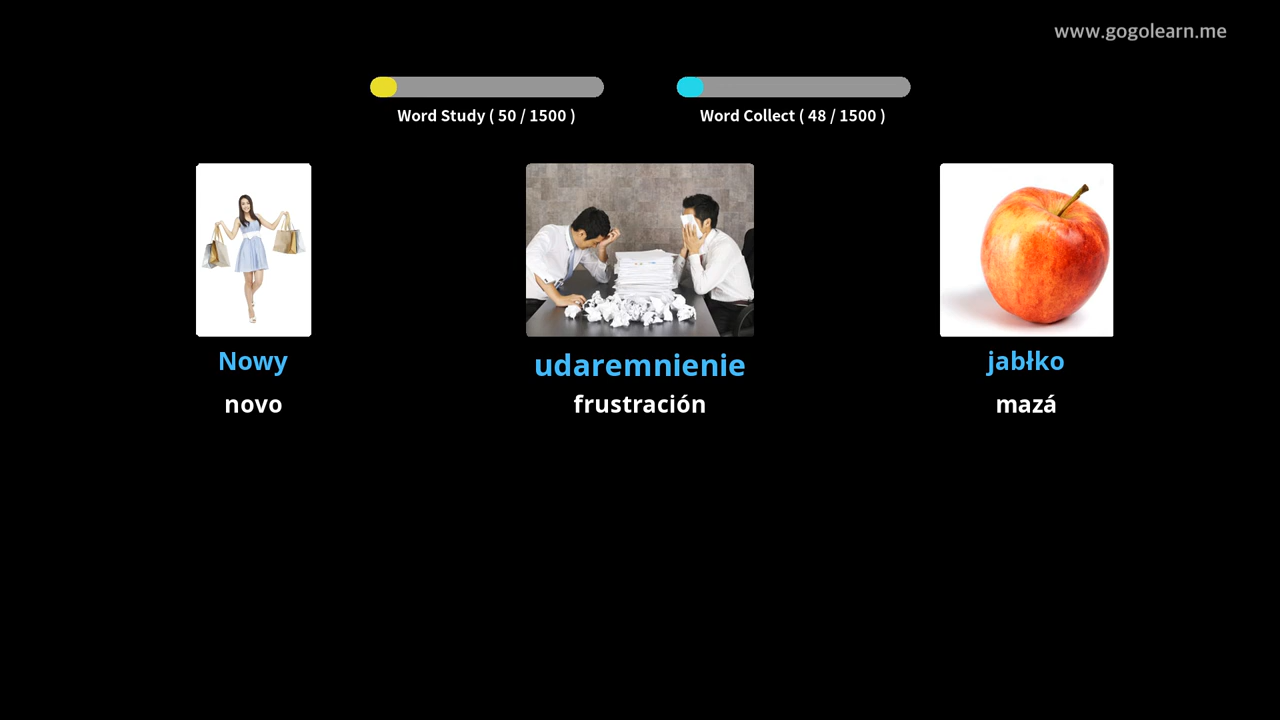 www.gogolearn.me
Word Study ( 50 / 1500 )
Word Collect ( 48 / 1500 )
Nowy
udaremnienie
jabłko
novo
frustración
mazá